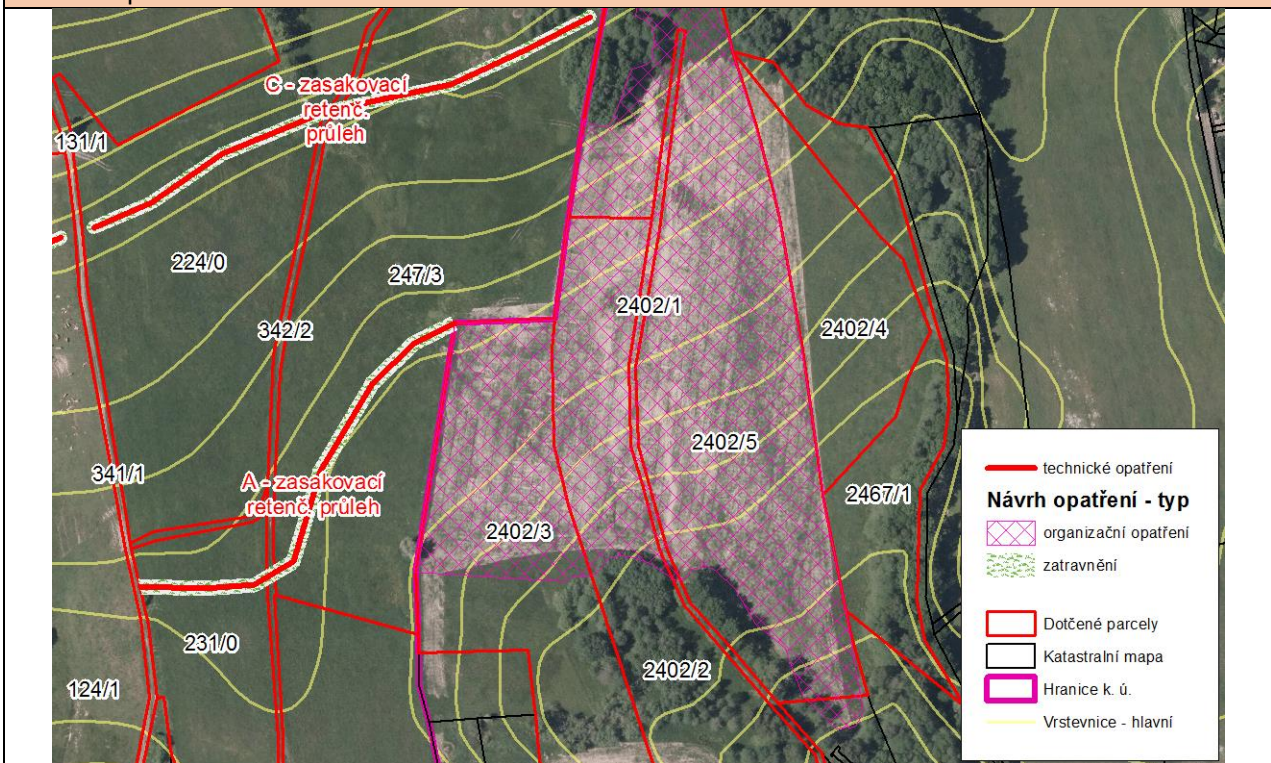 C - zasakovací
retenč.
průleh
131/1
224/0
247/3
342/2
2402/1
2402/4
341/1
A - zasakovací
retenč. průleh
2402/5
2402/3
2467/1
231/0
2402/2
124/1
technické opatření
Návrh opatření - typ
organizační opatření
zatravnění
Dotčené parcely
Katastralní mapa
Hranice k. ú.
Vrstevnice - hlavní